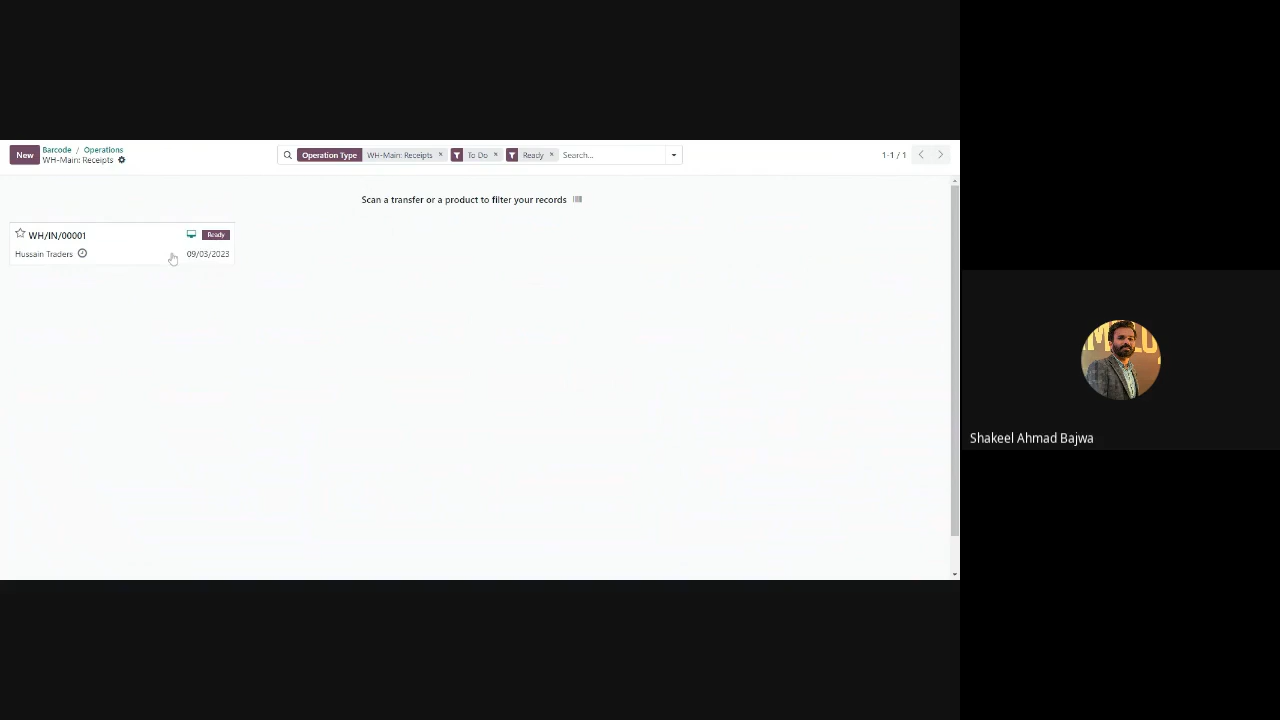 New
Barcode / Operations
WH-Main: Receipts
Operation Type WH-Main: Receipts × To Do × Ready × Search...
1-1 / 1
Scan a transfer or a product to filter your records
WH/IN/00001 Ready
Hussain Traders 09/03/2023
Shakeel Ahmad Bajwa